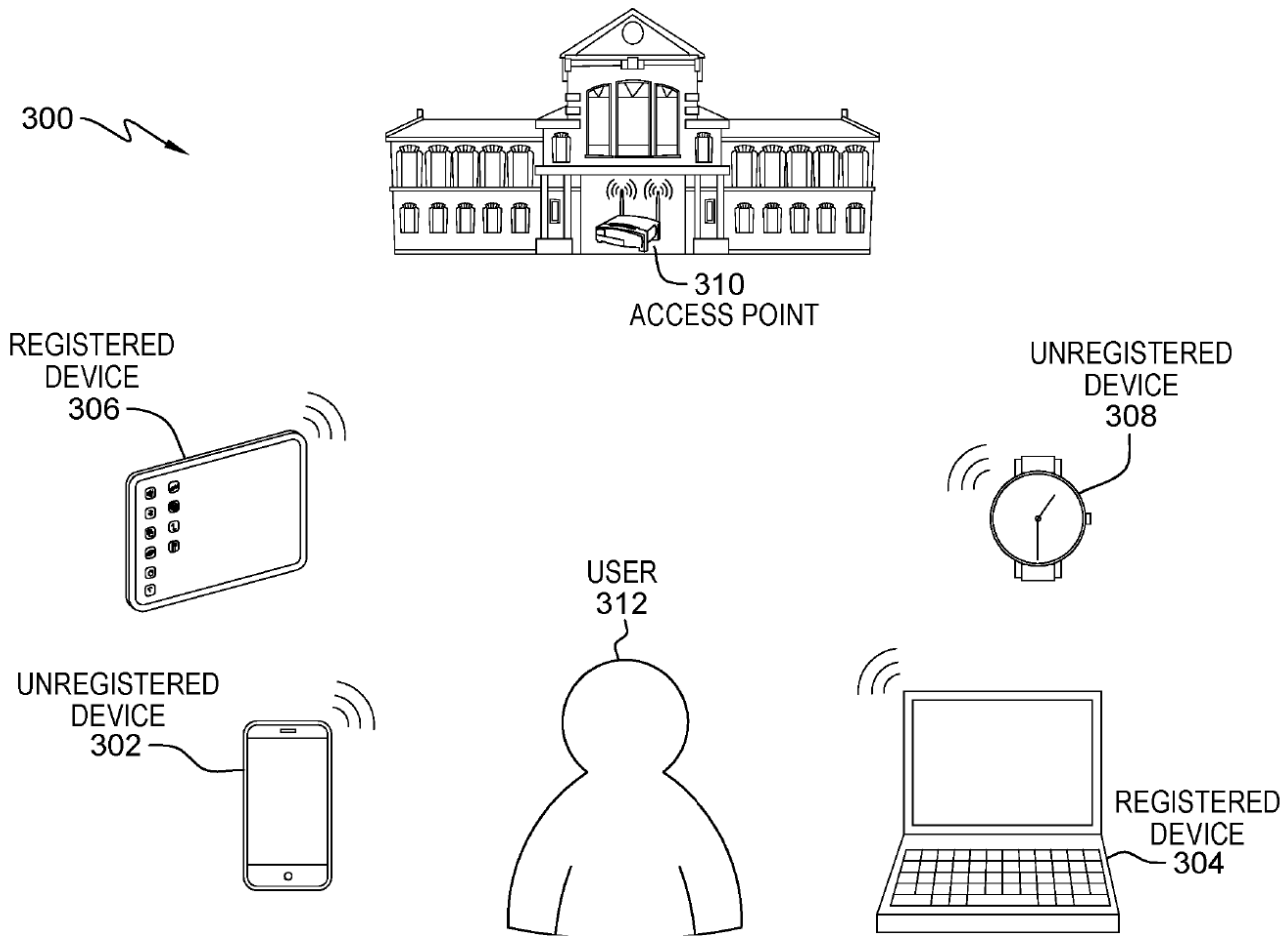 300
310
ACCESS POINT
REGISTERED
DEVICE
306
UNREGISTERED
DEVICE
308
USER
312
UNREGISTERED
DEVICE
302
REGISTERED
DEVICE
304